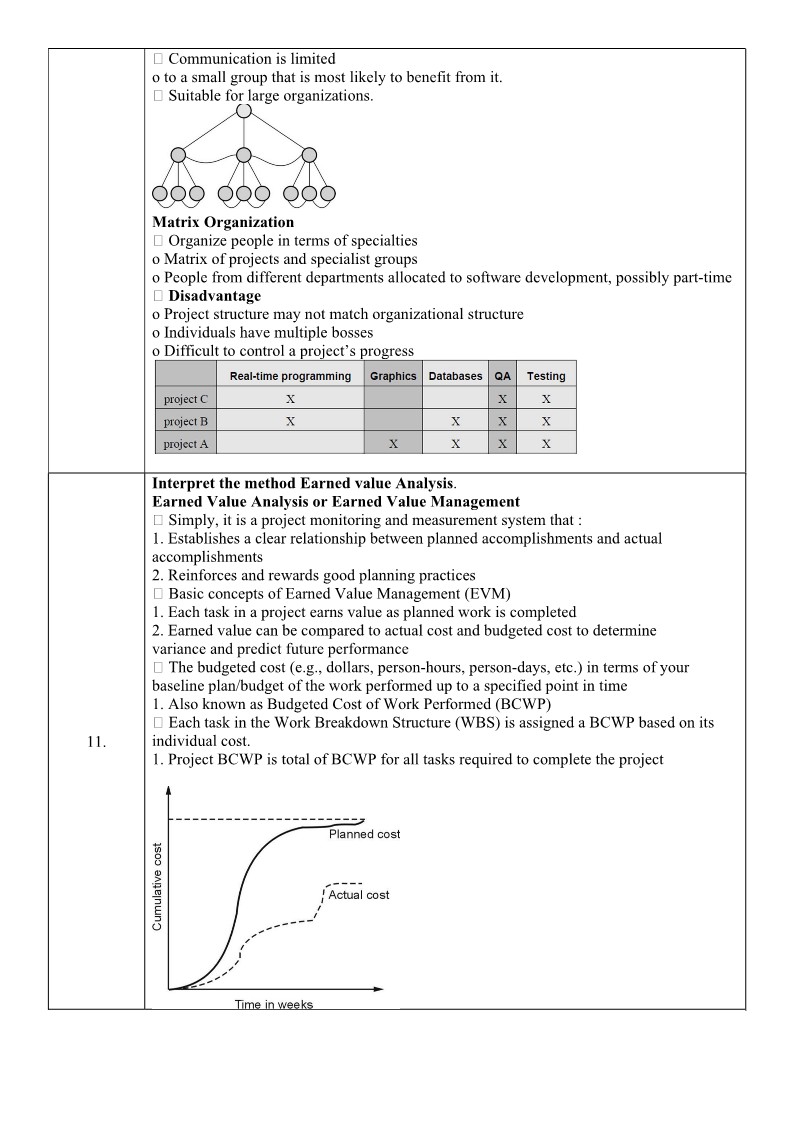 □ Communication is limited
o to a small group that is most likely to benefit from it.
□ Suitable for large organizations.
Matrix Organization
□ Organize people in terms of specialties
o Matrix of projects and specialist groups
o People from different departments allocated to software development, possibly part-time
□ Disadvantage
o Project structure may not match organizational structure
o Individuals have multiple bosses
o Difficult to control a project’s progress
Real-time programming Graphics Databases QA Testing
project C X X X
project B X X X X
project A X X X X
11.
Interpret the method Earned value Analysis.
Earned Value Analysis or Earned Value Management
□ Simply, it is a project monitoring and measurement system that :
1. Establishes a clear relationship between planned accomplishments and actual
accomplishments
2. Reinforces and rewards good planning practices
□ Basic concepts of Earned Value Management (EVM)
1. Each task in a project earns value as planned work is completed
2. Earned value can be compared to actual cost and budgeted cost to determine
variance and predict future performance
□ The budgeted cost (e.g., dollars, person-hours, person-days, etc.) in terms of your
baseline plan/budget of the work performed up to a specified point in time
1. Also known as Budgeted Cost of Work Performed (BCWP)
□ Each task in the Work Breakdown Structure (WBS) is assigned a BCWP based on its
individual cost.
1. Project BCWP is total of BCWP for all tasks required to complete the project
Cumulative cost
Planned cost
Actual cost
Time in weeks